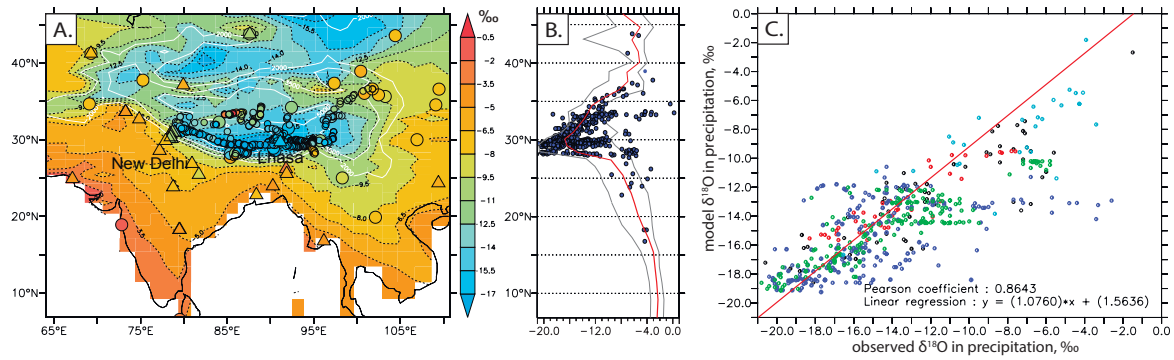 A.
‰
-0.5
-2
-3.5
-5
-6.5
-8
-9.5
-11
-12.5
-14
-15.5
-17
40°N
30°N
20°N
10°N
65°E
75°E
85°E
95°E
105°E
New Delhi
Lhasa
B.
-20.0
-12.0
-4.0
0.0
C.
model δ¹⁸O in precipitation, ‰
0.0
-2.0
-4.0
-6.0
-8.0
-10.0
-12.0
-14.0
-16.0
-18.0
-20.0
Pearson coefficient : 0.8643
Linear regression : y = (1.0760)*x + (1.5636)
-20.0 -18.0 -16.0 -14.0 -12.0 -10.0 -8.0 -6.0 -4.0 -2.0 0.0
observed δ¹⁸O in precipitation, ‰